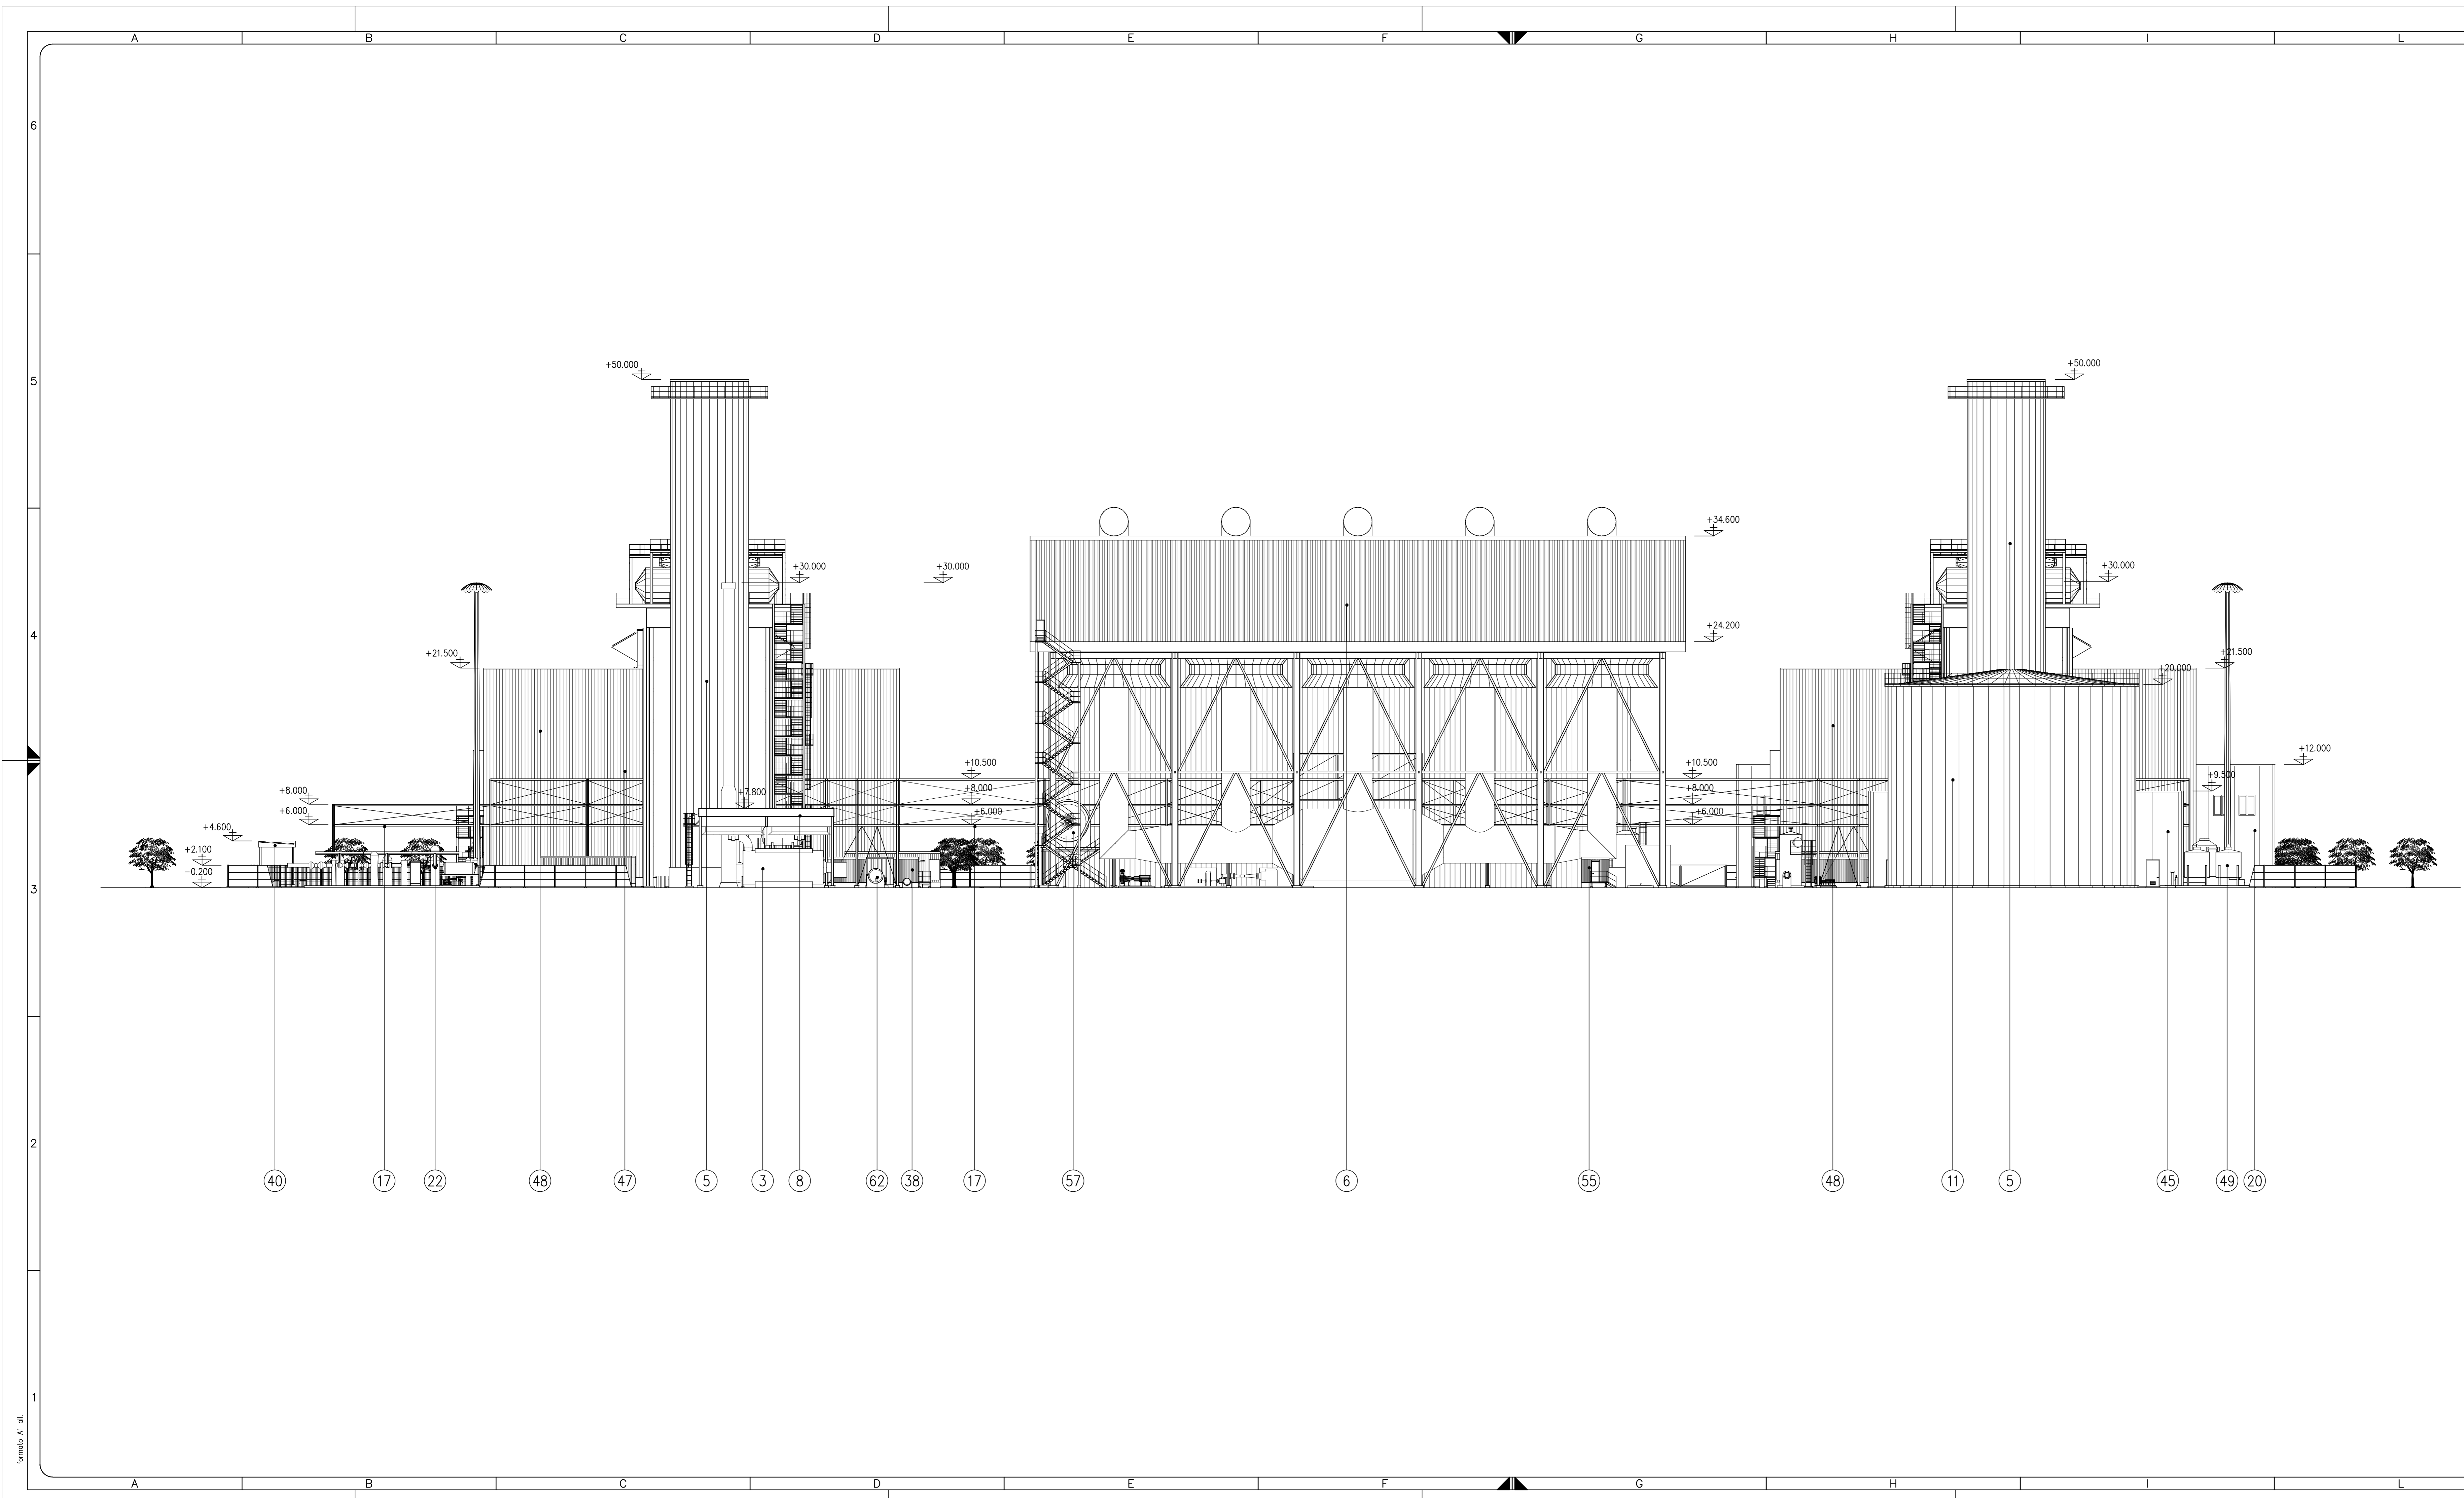 A B C D E F G H I L
6
5
+50.000 +50.000
+34.600
+30.000 +30.000 +30.000
4
+24.200
+21.500 +21.500
+20.000
+12.000
+10.500 +10.500
+9.500
+8.000 +8.000 +8.000
+7.800
+6.000 +6.000 +6.000
+4.600
+2.100
-0.200
3
2
40 17 22 48 47 5 3 8 62 38 17 57 6 55 48 11 5 45 49 20
1
formato A1 all.
A B C D E F G H I L